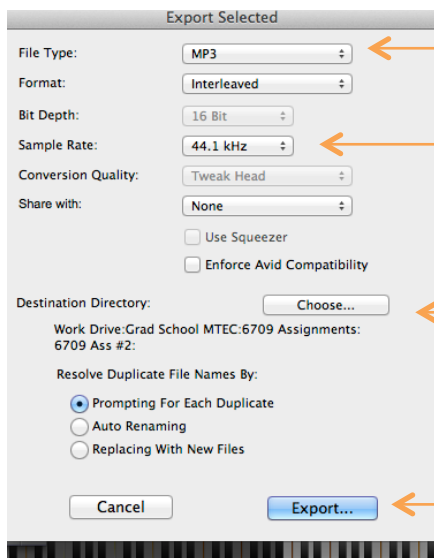 Export Selected
File Type: MP3
Format: Interleaved
Bit Depth: 16 Bit
Sample Rate: 44.1 kHz
Conversion Quality: Tweak Head
Share with: None
Use Squeezer
Enforce Avid Compatibility
Destination Directory: Choose...
Work Drive:Grad School MTEC:6709 Assignments:
6709 Ass #2:
Resolve Duplicate File Names By:
Prompting For Each Duplicate
Auto Renaming
Replacing With New Files
Cancel Export...